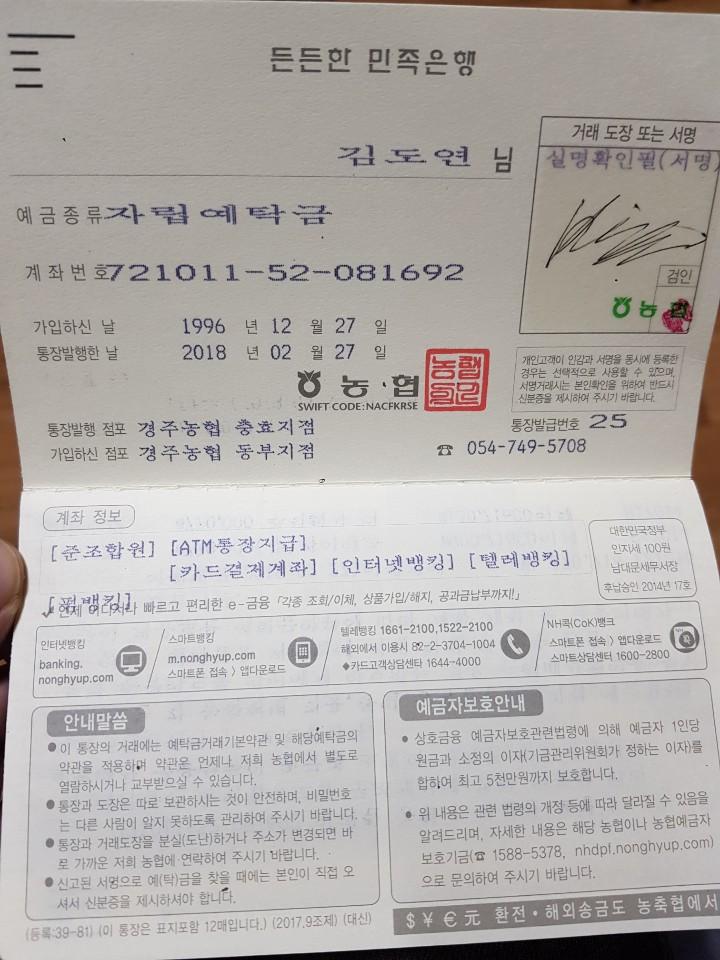 든든한 민족은행
김도연 님
거래 도장 또는 서명
실명확인필(서명)
예금종류 자립예탁금
계좌번호 721011-52-081692
검인
농협
가입하신 날 1996 년 12 월 27 일
통장발행한 날 2018 년 02 월 27 일
농협
SWIFT CODE:NACFKRSE
개인고객이 인감과 서명을 동시에 등록한
경우는 선택적으로 사용할 수 있으며,
서명거래시는 본인확인을 위하여 반드시
신분증을 제시하여 주시기 바랍니다.
통장발급번호 25
통장발행 점포 경주농협 충효지점
가입하신 점포 경주농협 동부지점
☎ 054-749-5708
계좌 정보
[준조합원] [ATM통장지급]
[카드결제계좌] [인터넷뱅킹] [텔레뱅킹]
[폰뱅킹]
대한민국정부
인지세 100원
남대문세무서장
후납승인 2014년 17호
언제 어디서나 빠르고 편리한 e-금융 「각종 조회/이체, 상품가입/해지, 공과금납부까지!」
인터넷뱅킹
banking.
nonghyup.com
스마트뱅킹
m.nonghyup.com
스마트폰 접속 > 앱다운로드
텔레뱅킹 1661-2100,1522-2100
해외에서 이용시 82-2-3704-1004
◆카드고객상담센타 1644-4000
NH콕(CoK)뱅크
스마트폰 접속 > 앱다운로드
스마트상담센터 1600-2800
안내말씀
● 이 통장의 거래에는 예탁금거래기본약관 및 해당예탁금의
약관을 적용하며 약관은 언제나 저희 농협에서 별도로
열람하시거나 교부받으실 수 있습니다.
● 통장과 도장은 따로 보관하시는 것이 안전하며, 비밀번호
는 다른 사람이 알지 못하도록 관리하여 주시기 바랍니다.
● 통장과 거래도장을 분실(도난)하거나 주소가 변경되면 바
로 가까운 저희 농협에 연락하여 주시기 바랍니다.
● 신고된 서명으로 예(탁)금을 찾을 때에는 본인이 직접 오
셔서 신분증을 제시하셔야 합니다.
예금자보호안내
• 상호금융 예금자보호관련법령에 의해 예금자 1인당
원금과 소정의 이자(기금관리위원회가 정하는 이자)를
합하여 최고 5천만원까지 보호합니다.
• 위 내용은 관련 법령의 개정 등에 따라 달라질 수 있음을
알려드리며, 자세한 내용은 해당 농협이나 농협예금자
보호기금(☎ 1588-5378, nhdpf.nonghyup.com)
으로 문의하여 주시기 바랍니다.
(등록:39-81) (이 통장은 표지포함 12매입니다.) (2017.9조제) (대신)
$ ¥ € 元 환전·해외송금도 농축협에서